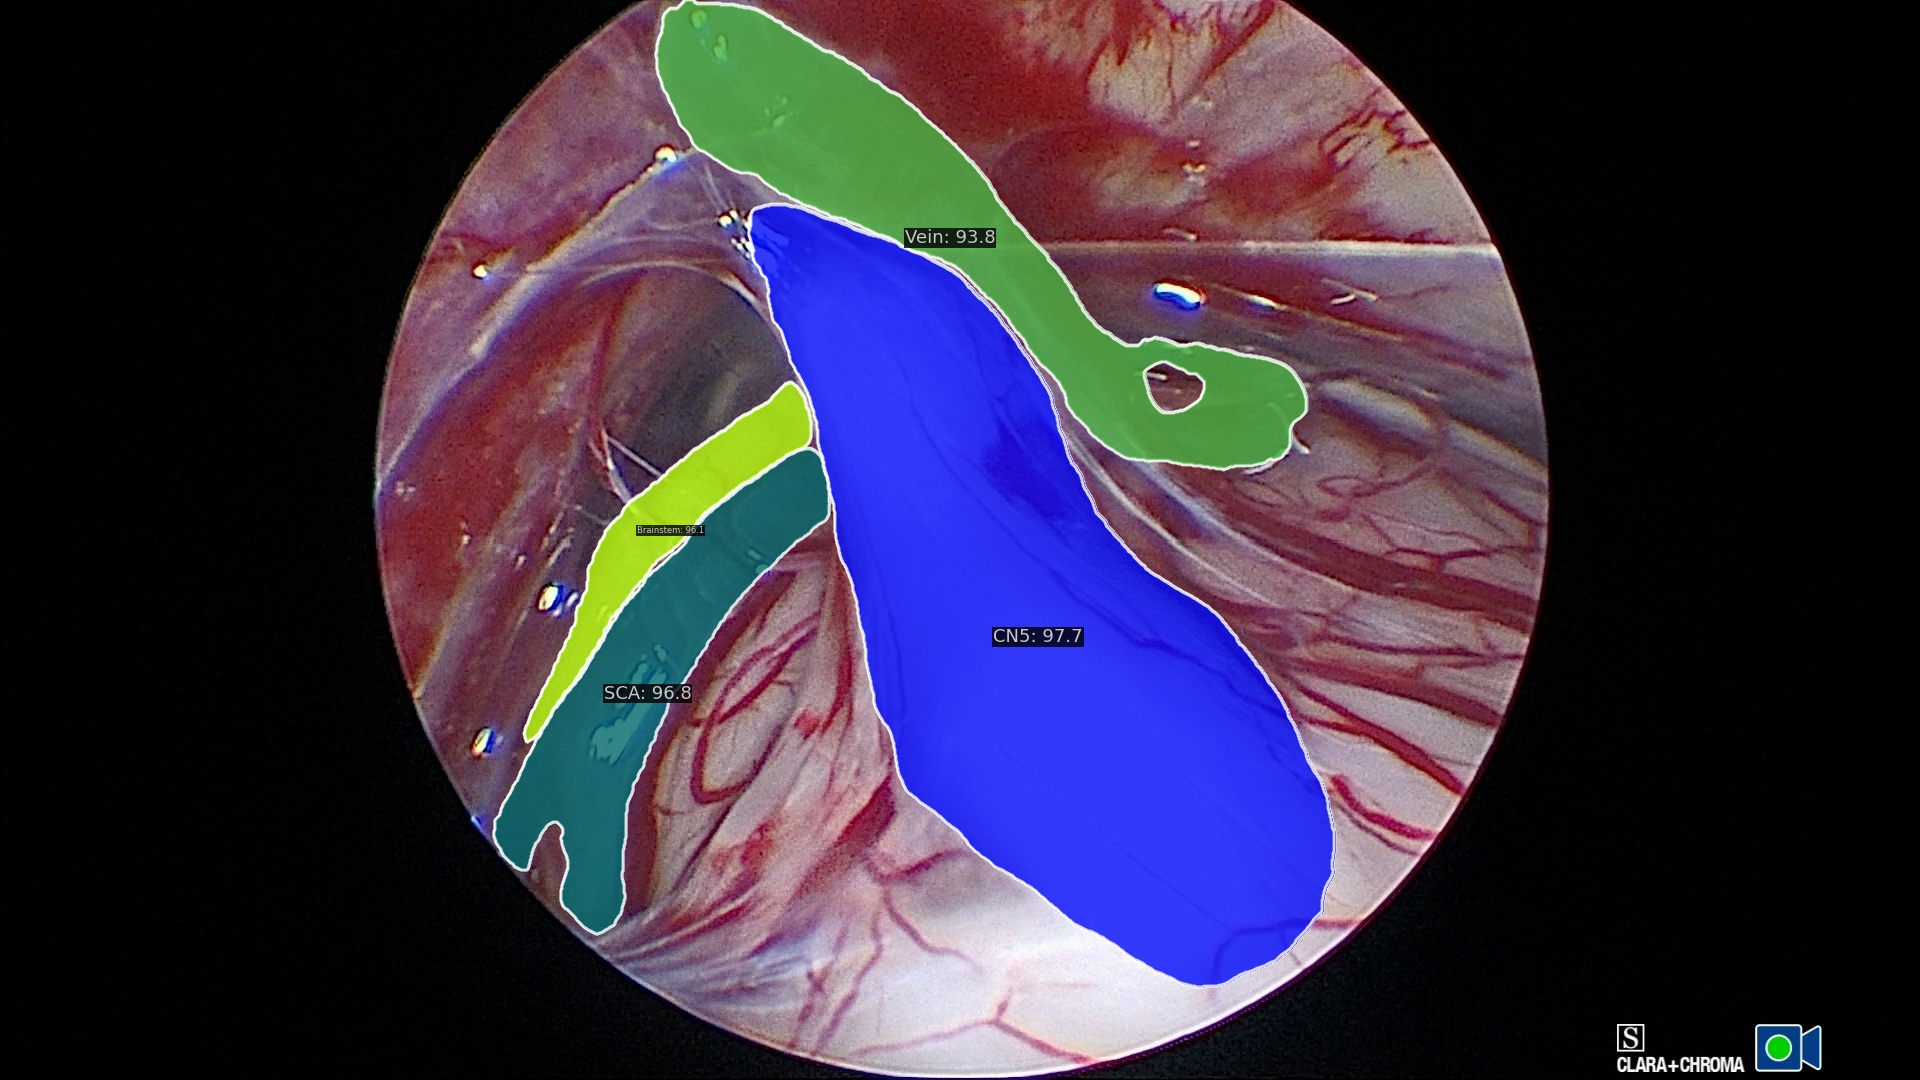 Vein: 93.8
Brainstem: 96.1
CN5: 97.7
SCA: 96.8
S
CLARA+CHROMA